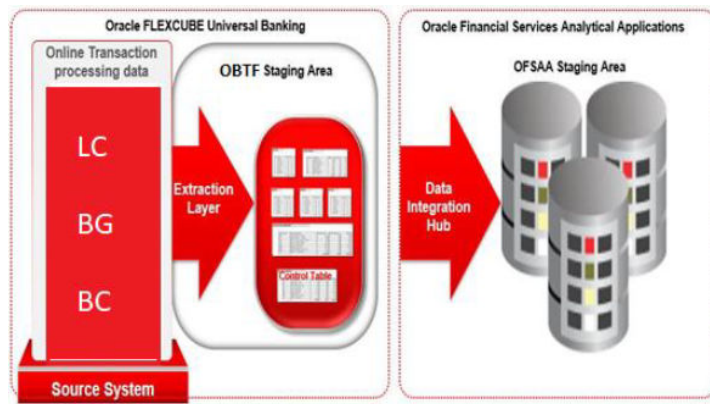 Oracle FLEXCUBE Universal Banking
Online Transaction
processing data
LC
BG
BC
Source System
Extraction
Layer
OBTF Staging Area
Control Table
Oracle Financial Services Analytical Applications
Data
Integration
Hub
OFSAA Staging Area